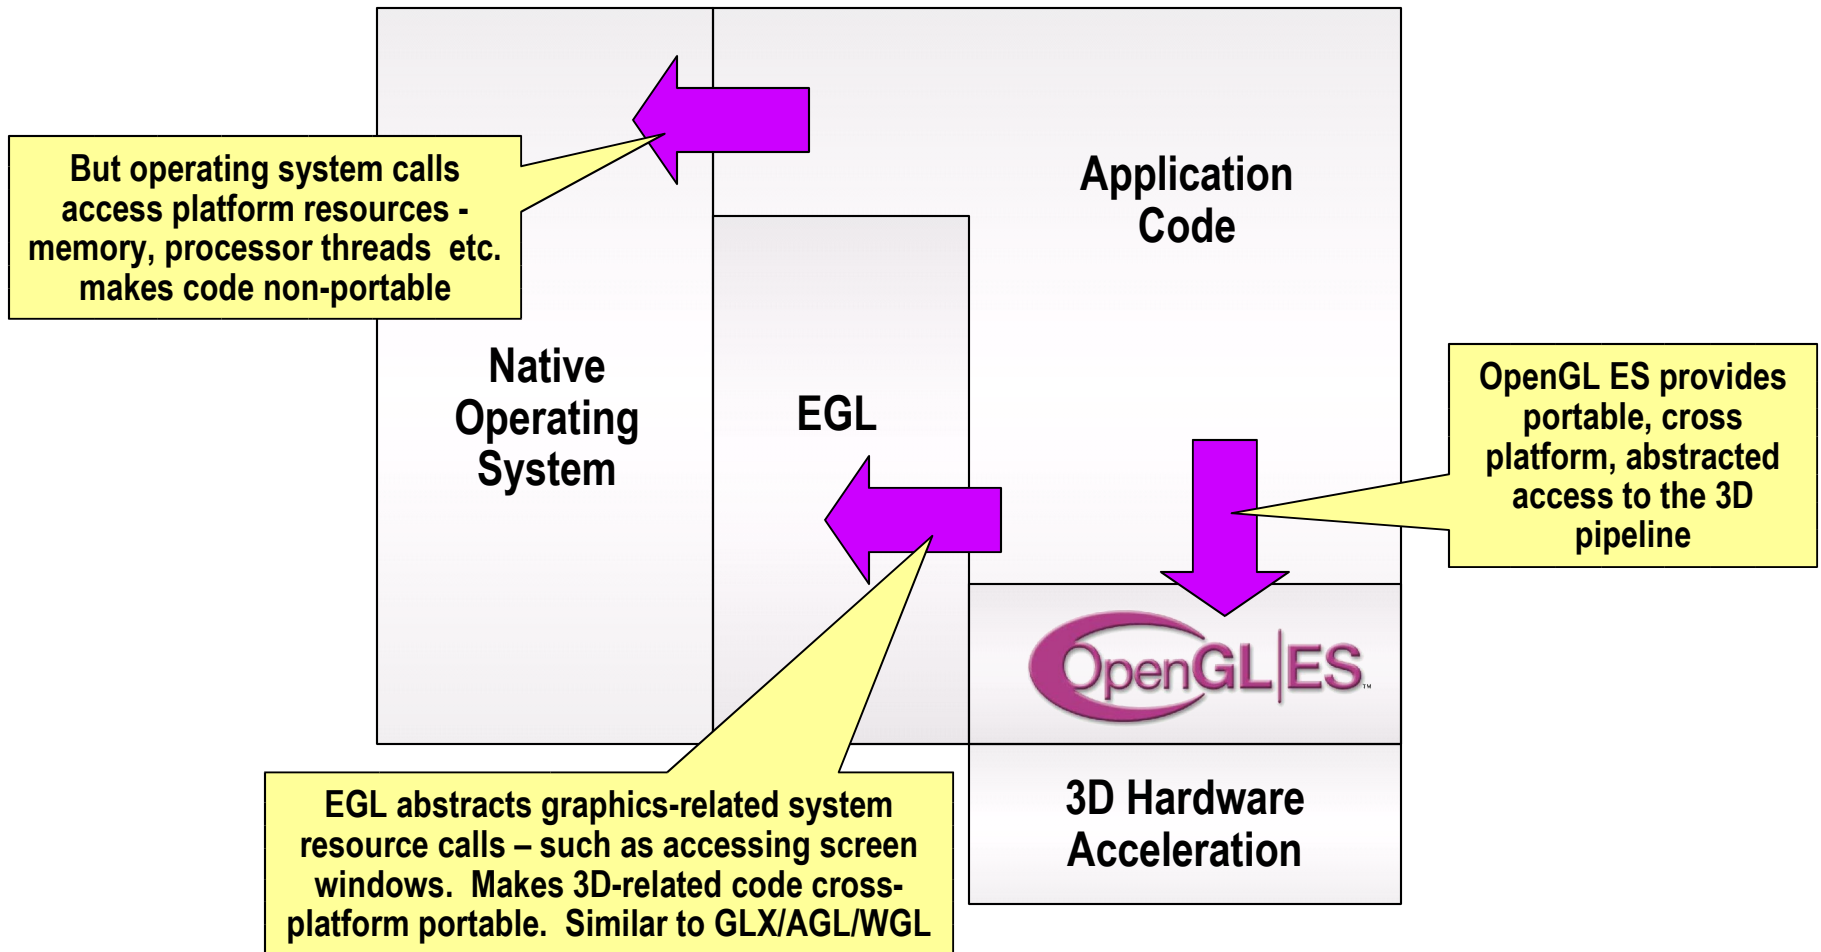 But operating system calls
access platform resources -
memory, processor threads etc.
makes code non-portable
Application
Code
Native
Operating
System
EGL
OpenGL ES provides
portable, cross
platform, abstracted
access to the 3D
pipeline
OpenGL|ES™
EGL abstracts graphics-related system
resource calls – such as accessing screen
windows. Makes 3D-related code cross-
platform portable. Similar to GLX/AGL/WGL
3D Hardware
Acceleration